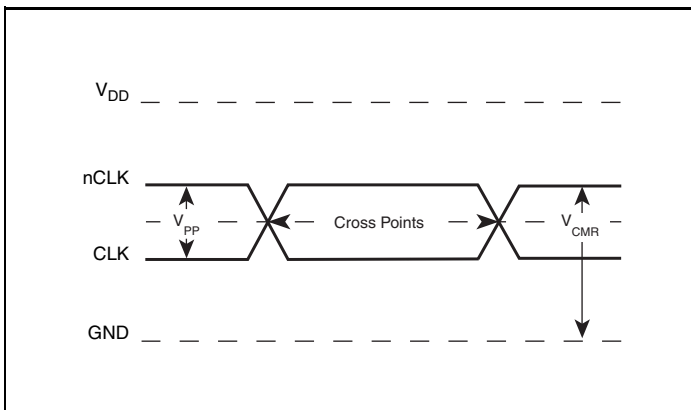 VDD
nCLK
VPP
Cross Points
VCMR
CLK
GND